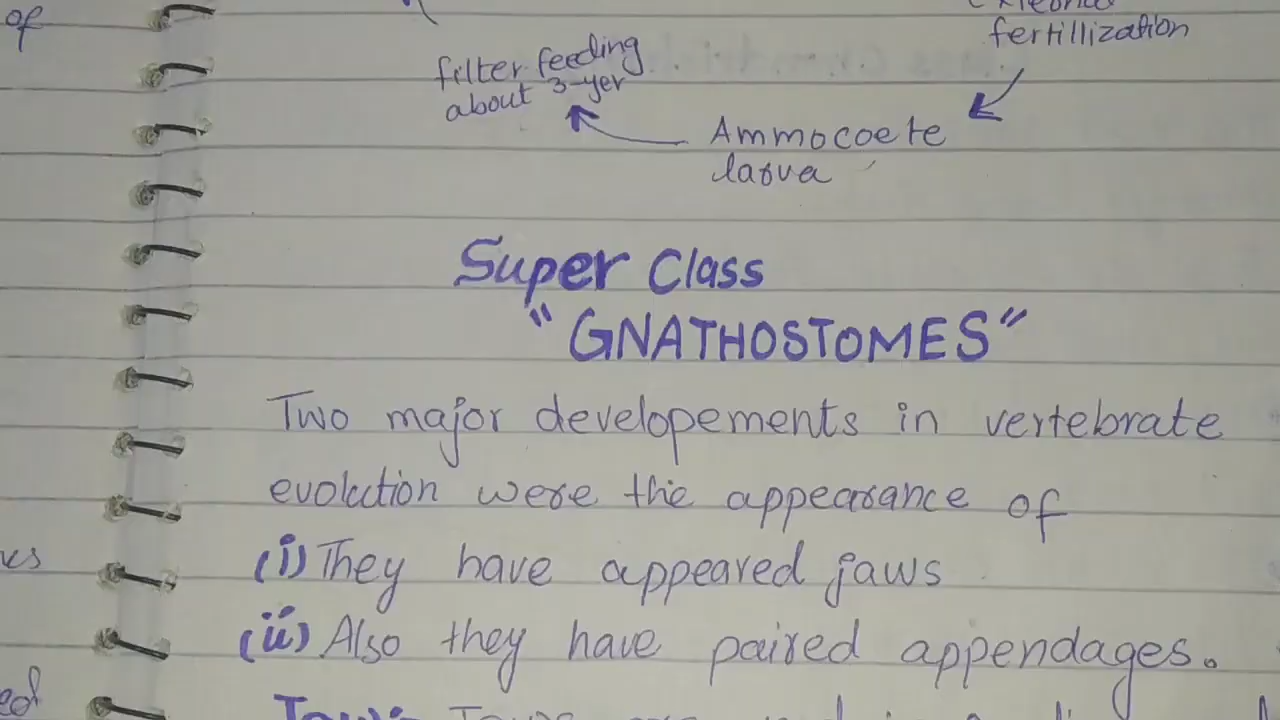 of
fertillization
filter feeding
about 3-yer
Ammocoete
larva
Super Class
"GNATHOSTOMES"
Two major developements in vertebrate
evolution were the appearance of
(i) They have appeared jaws
(ii) Also they have paired appendages.